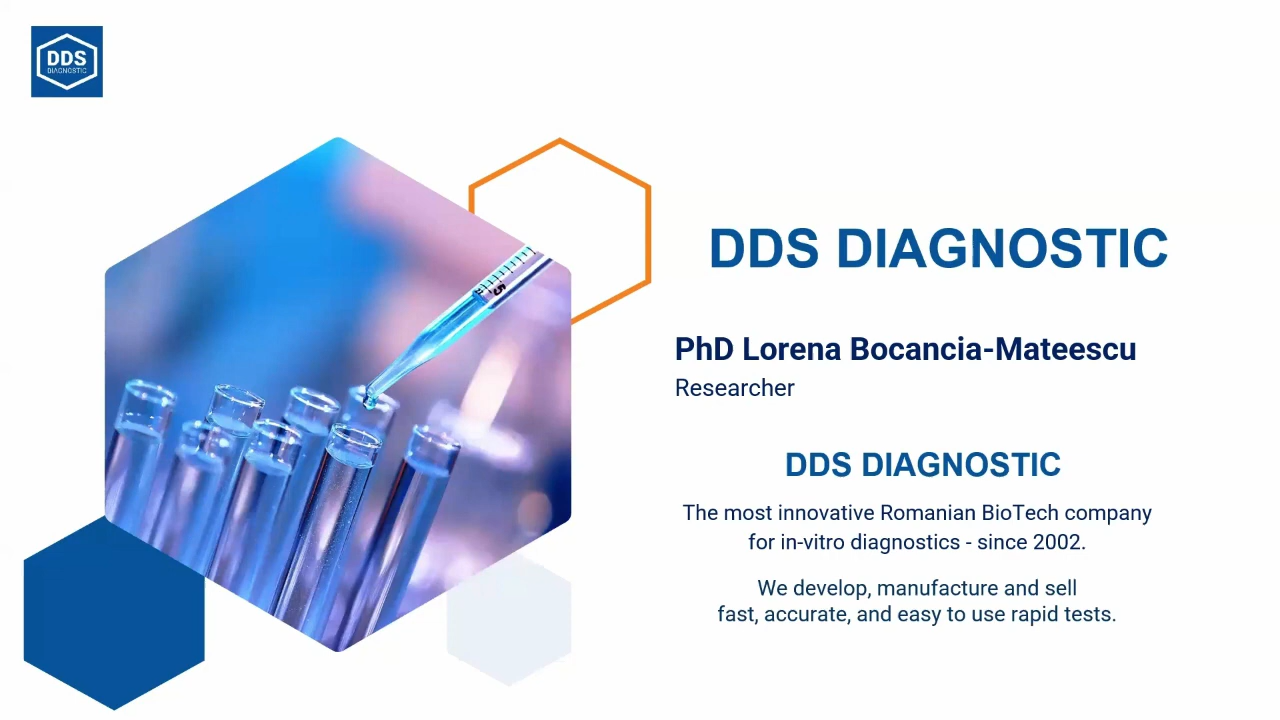 DDS
DIAGNOSTIC
5
DDS DIAGNOSTIC
PhD Lorena Bocancia-Mateescu
Researcher
DDS DIAGNOSTIC
The most innovative Romanian BioTech company
for in-vitro diagnostics - since 2002.
We develop, manufacture and sell
fast, accurate, and easy to use rapid tests.